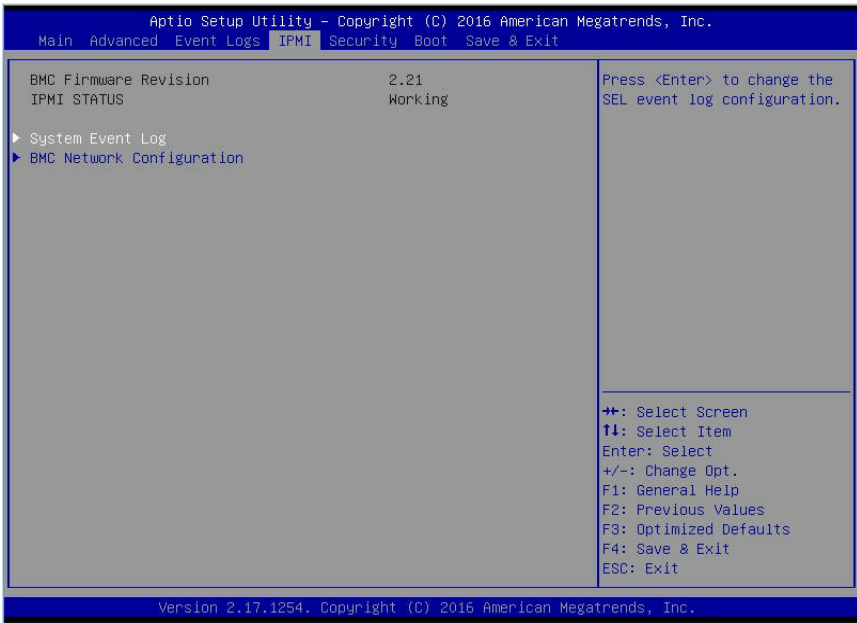 Aptio Setup Utility – Copyright (C) 2016 American Megatrends, Inc.
Main Advanced Event Logs IPMI Security Boot Save & Exit
BMC Firmware Revision 2.21
IPMI STATUS Working
System Event Log
BMC Network Configuration
Press <Enter> to change the
SEL event log configuration.
→←: Select Screen
↑↓: Select Item
Enter: Select
+/-: Change Opt.
F1: General Help
F2: Previous Values
F3: Optimized Defaults
F4: Save & Exit
ESC: Exit
Version 2.17.1254. Copyright (C) 2016 American Megatrends, Inc.